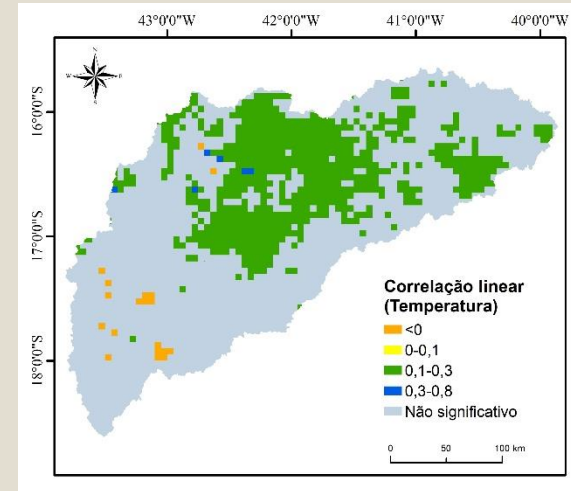 43°0'0"W 42°0'0"W 41°0'0"W 40°0'0"W
N
W
S
16°0'0"S
17°0'0"S
18°0'0"S
Correlação linear
(Temperatura)
<0
0-0,1
0,1-0,3
0,3-0,8
Não significativo
0 50 100 km